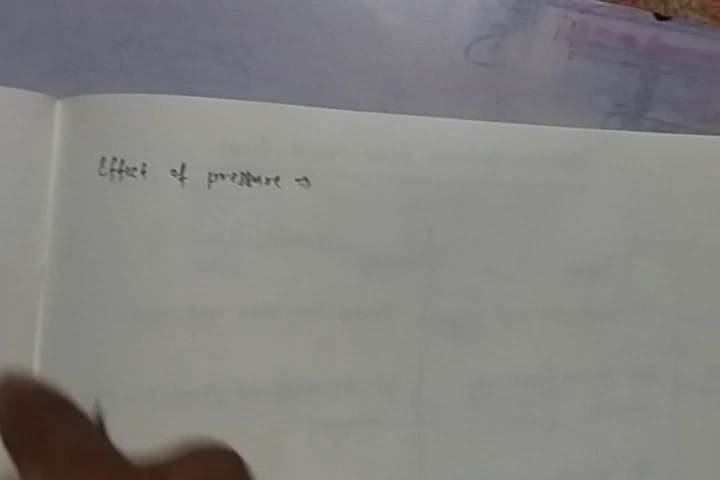 Effect of pressure →